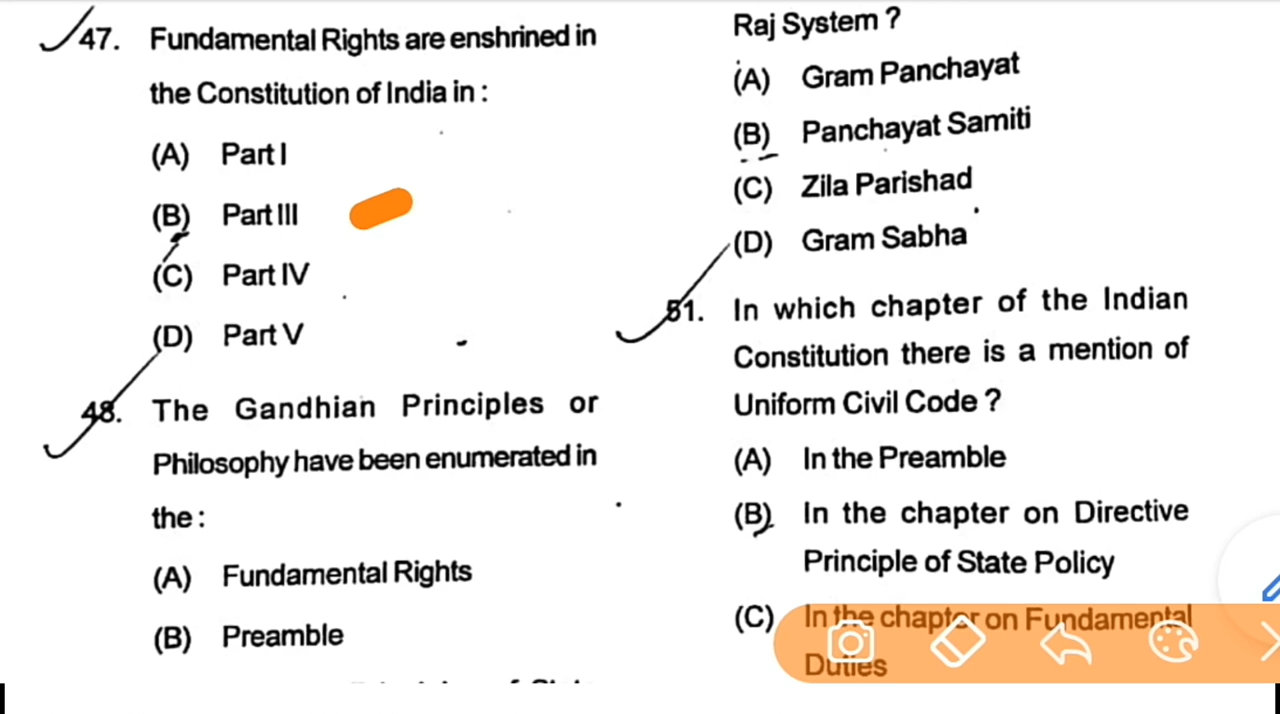 47. Fundamental Rights are enshrined in
the Constitution of India in :
(A) Part I
(B) Part III
(C) Part IV
(D) Part V
48. The Gandhian Principles or
Philosophy have been enumerated in
the :
(A) Fundamental Rights
(B) Preamble
Raj System ?
(A) Gram Panchayat
(B) Panchayat Samiti
(C) Zila Parishad
(D) Gram Sabha
51. In which chapter of the Indian
Constitution there is a mention of
Uniform Civil Code ?
(A) In the Preamble
(B) In the chapter on Directive
Principle of State Policy
(C) In the chapter on Fundamental
Duties